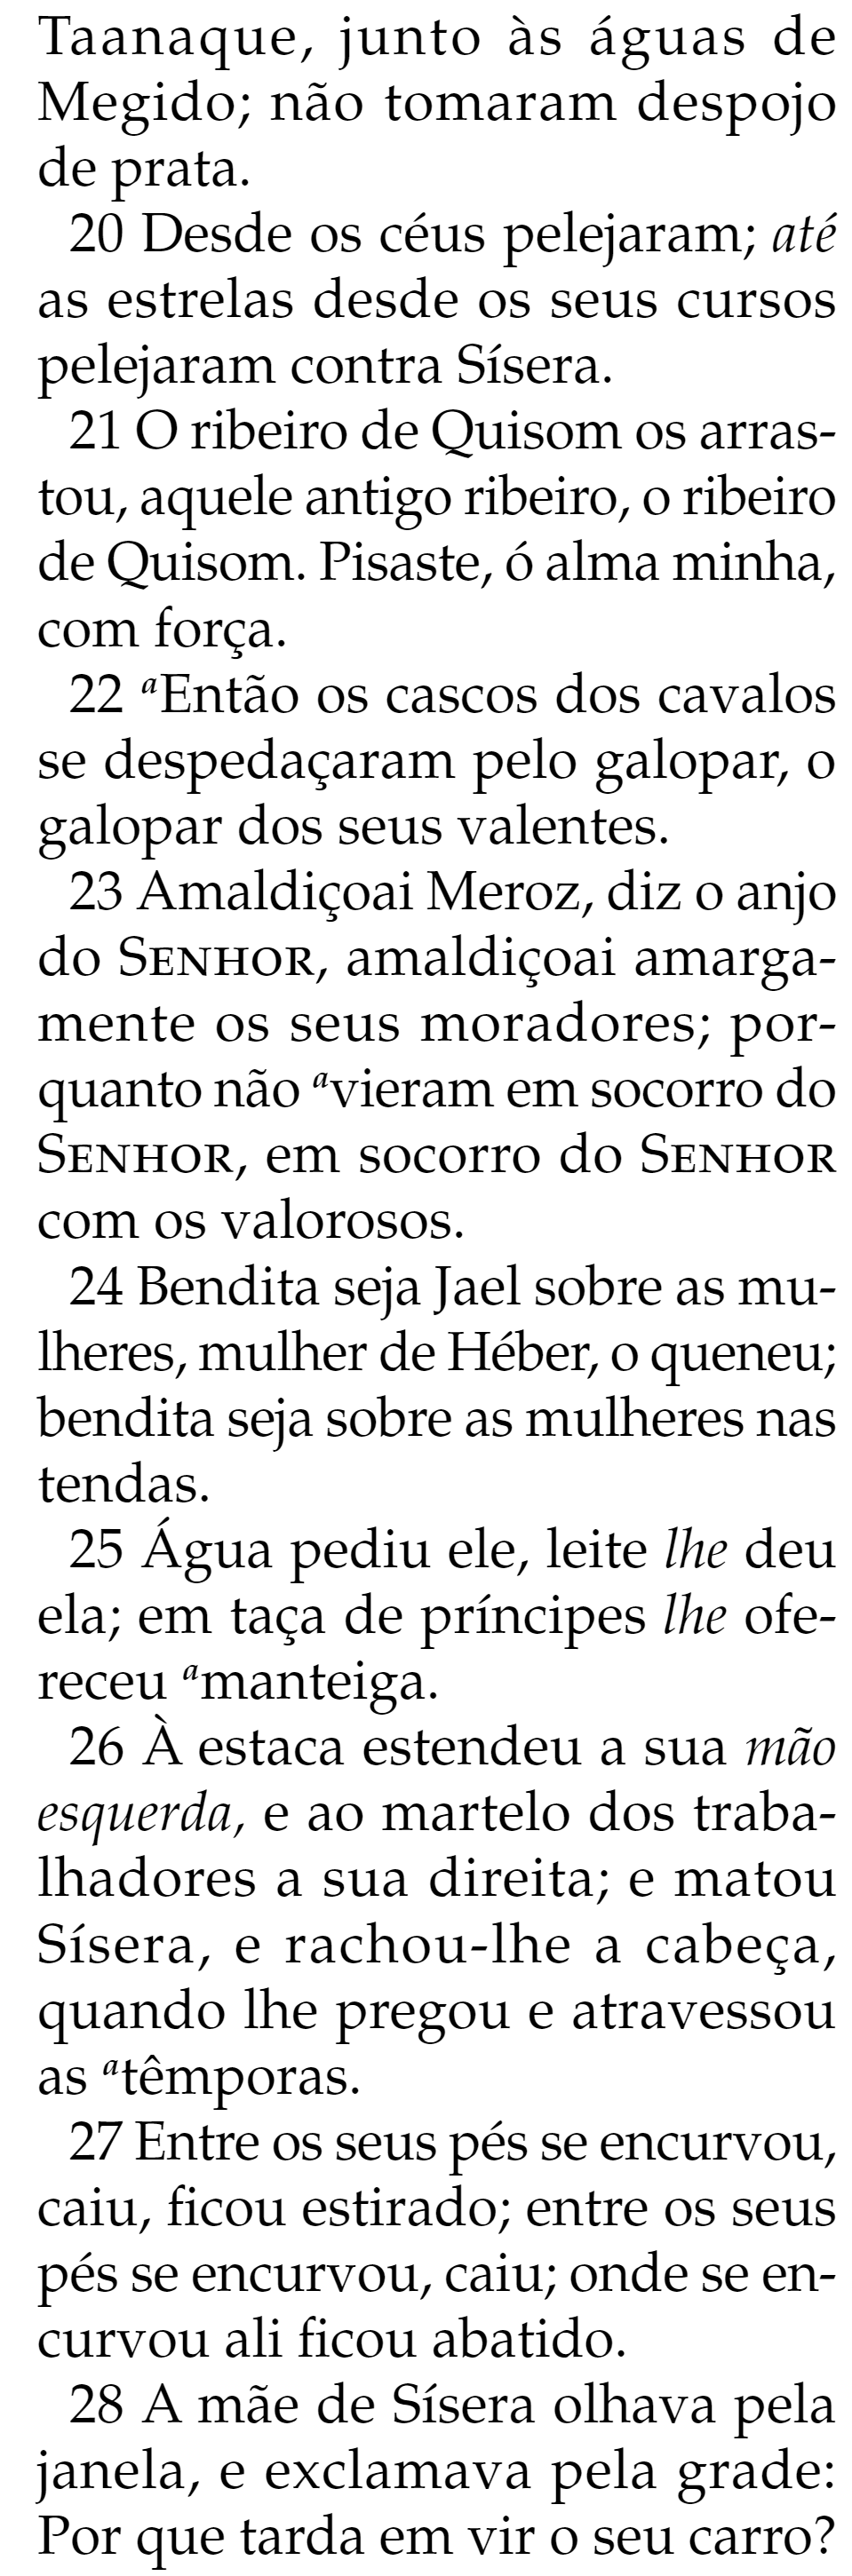 Taanaque, junto às águas de
Megido; não tomaram despojo
de prata.
20 Desde os céus pelejaram; até
as estrelas desde os seus cursos
pelejaram contra Sísera.
21 O ribeiro de Quisom os arras-
tou, aquele antigo ribeiro, o ribeiro
de Quisom. Pisaste, ó alma minha,
com força.
22 aEntão os cascos dos cavalos
se despedaçaram pelo galopar, o
galopar dos seus valentes.
23 Amaldiçoai Meroz, diz o anjo
do SENHOR, amaldiçoai amarga-
mente os seus moradores; por-
quanto não avieram em socorro do
SENHOR, em socorro do SENHOR
com os valorosos.
24 Bendita seja Jael sobre as mu-
lheres, mulher de Héber, o queneu;
bendita seja sobre as mulheres nas
tendas.
25 Água pediu ele, leite lhe deu
ela; em taça de príncipes lhe ofe-
receu amanteiga.
26 À estaca estendeu a sua mão
esquerda, e ao martelo dos traba-
lhadores a sua direita; e matou
Sísera, e rachou-lhe a cabeça,
quando lhe pregou e atravessou
as atêmporas.
27 Entre os seus pés se encurvou,
caiu, ficou estirado; entre os seus
pés se encurvou, caiu; onde se en-
curvou ali ficou abatido.
28 A mãe de Sísera olhava pela
janela, e exclamava pela grade:
Por que tarda em vir o seu carro?